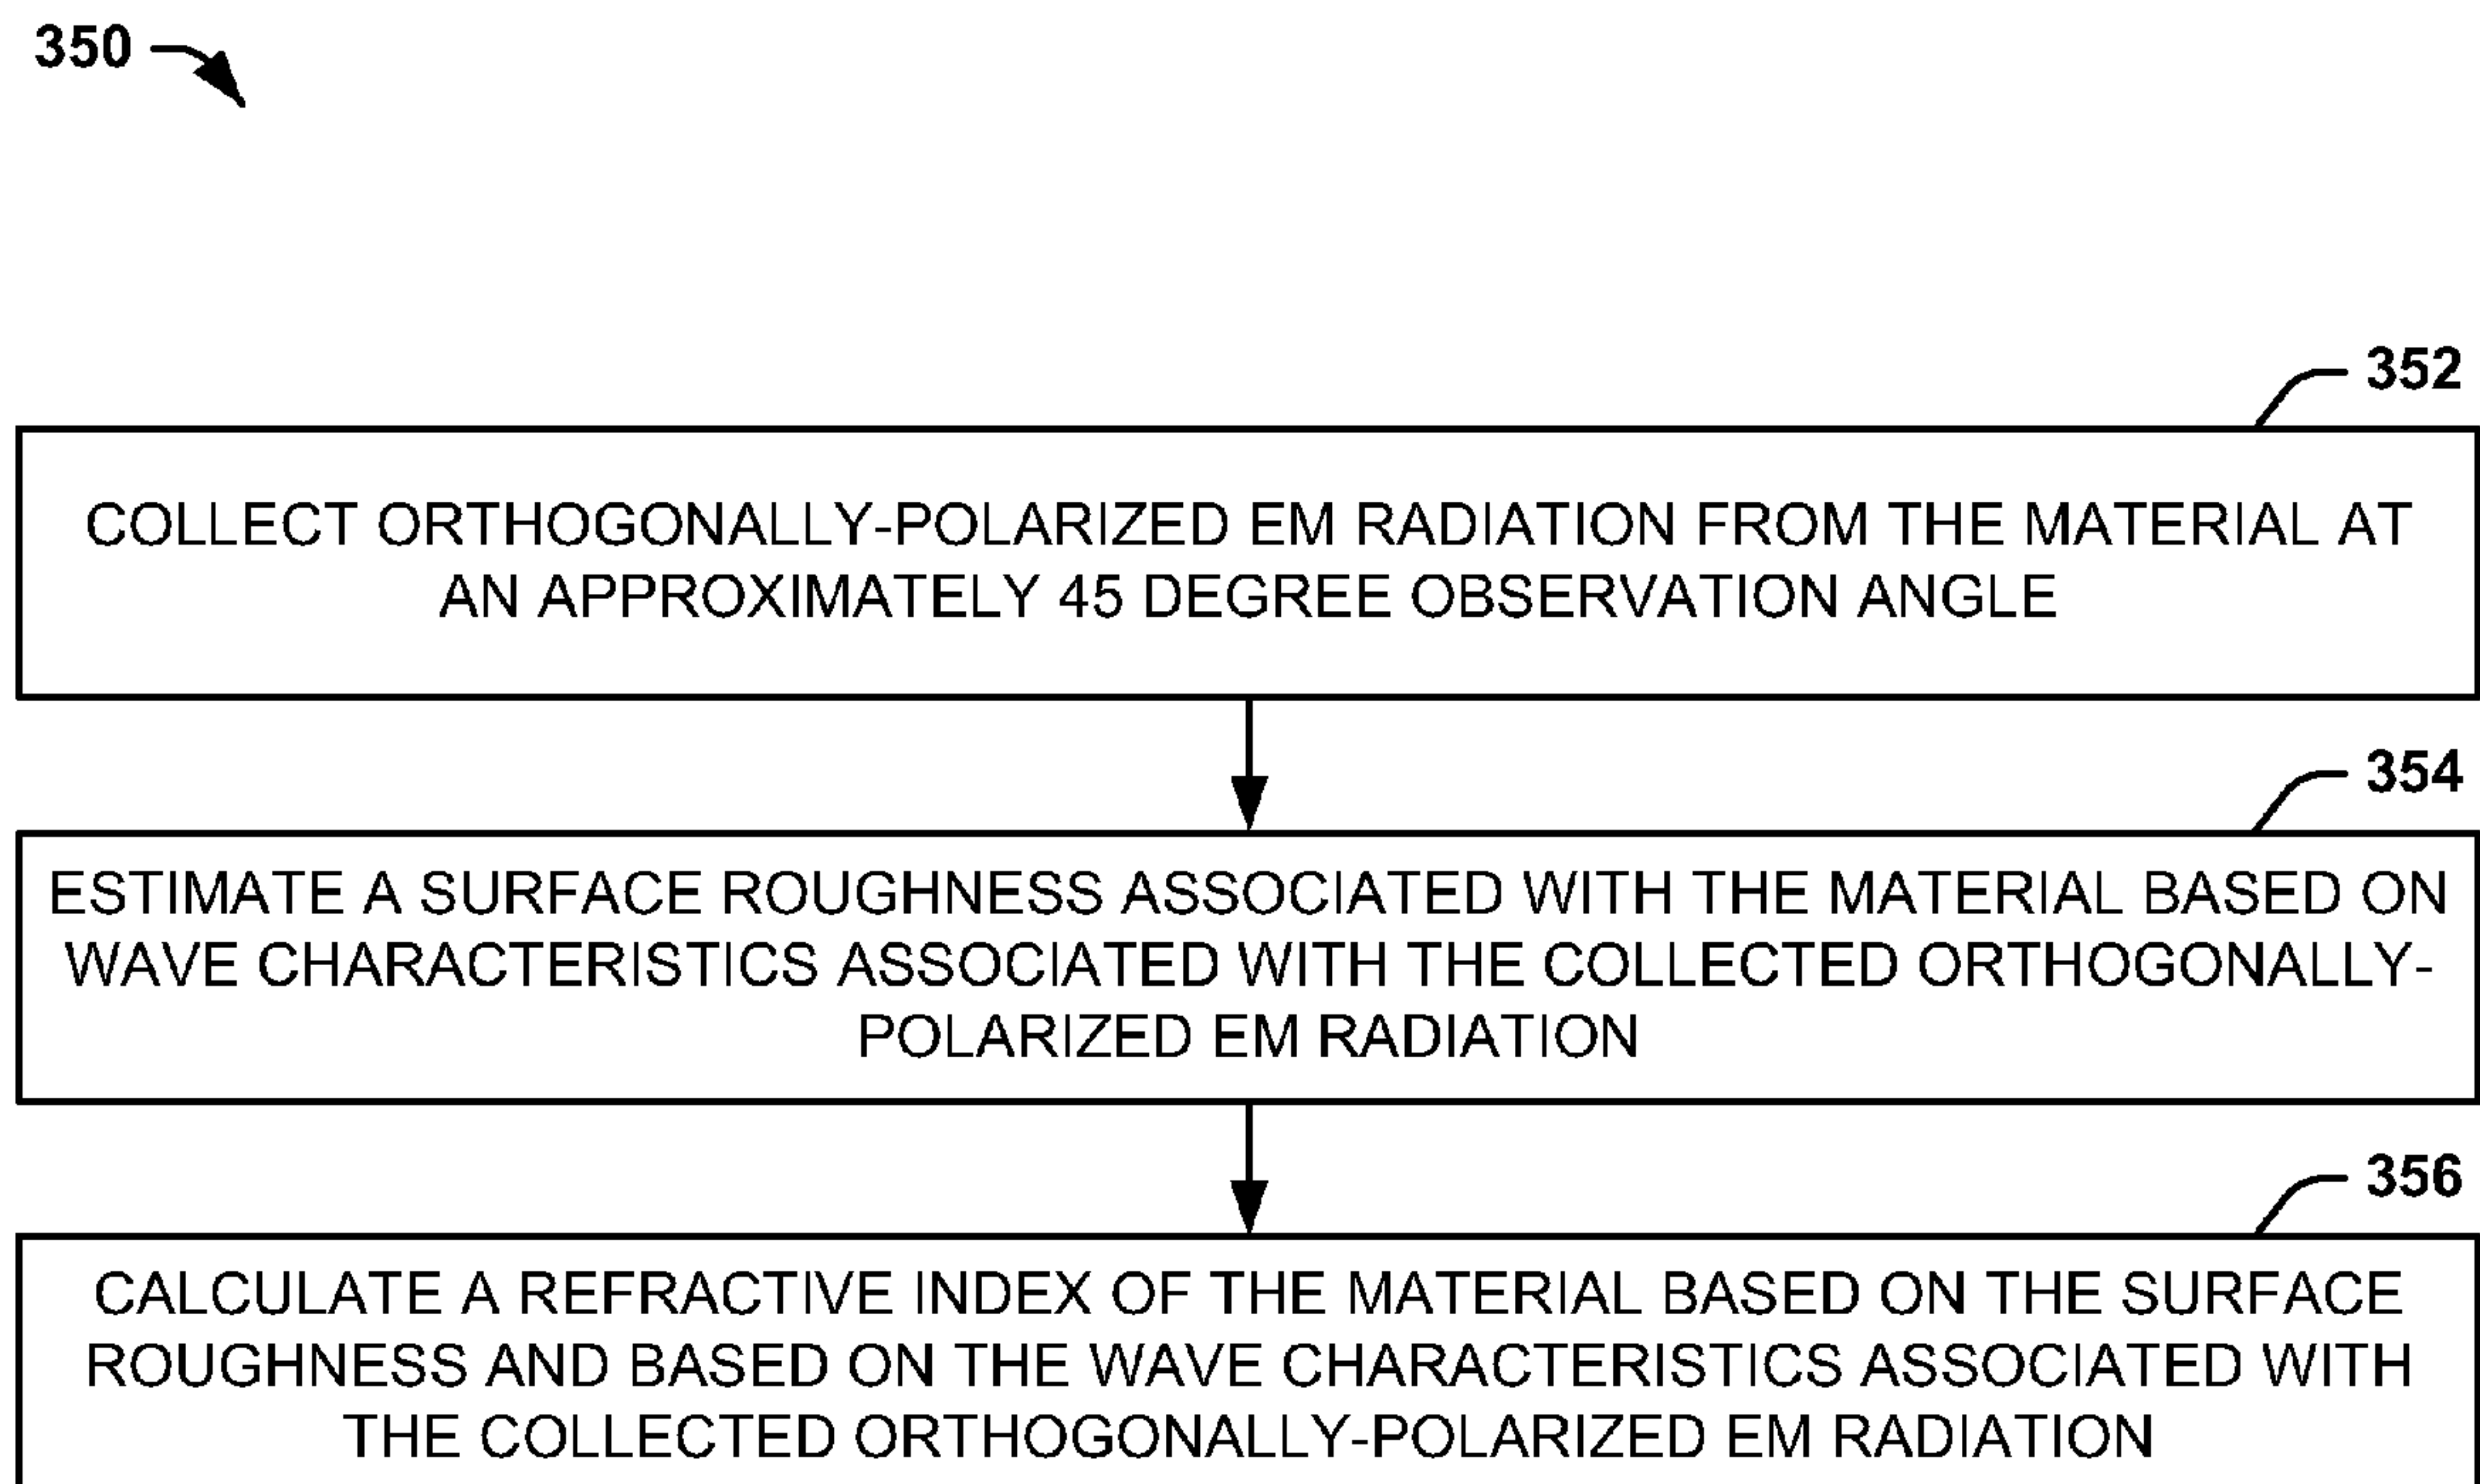 350
352
COLLECT ORTHOGONALLY-POLARIZED EM RADIATION FROM THE MATERIAL AT
AN APPROXIMATELY 45 DEGREE OBSERVATION ANGLE
354
ESTIMATE A SURFACE ROUGHNESS ASSOCIATED WITH THE MATERIAL BASED ON
WAVE CHARACTERISTICS ASSOCIATED WITH THE COLLECTED ORTHOGONALLY-
POLARIZED EM RADIATION
356
CALCULATE A REFRACTIVE INDEX OF THE MATERIAL BASED ON THE SURFACE
ROUGHNESS AND BASED ON THE WAVE CHARACTERISTICS ASSOCIATED WITH
THE COLLECTED ORTHOGONALLY-POLARIZED EM RADIATION